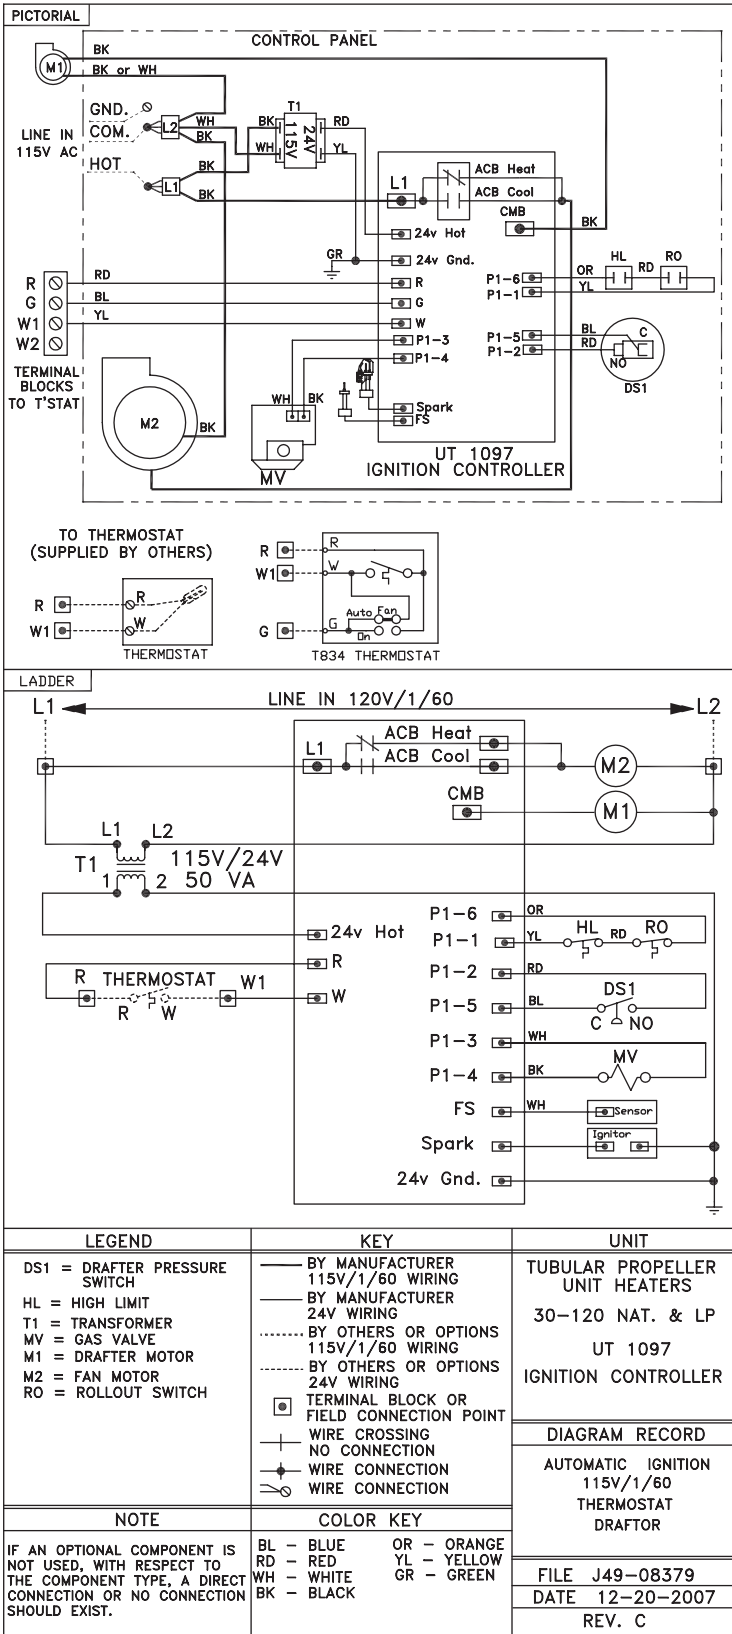 PICTORIAL
CONTROL PANEL
M1
BK
BK or WH
GND.
COM.
LINE IN
115V AC
HOT
L2
WH
BK
L1
BK
BK
T1
BK
RD
115V
24V
WH
YL
L1
ACB Heat
ACB Cool
CMB
BK
24v Hot
GR
24v Gnd.
R
G
W1
W2
RD
BL
YL
R
G
W
P1-3
P1-4
P1-6
P1-1
OR
YL
HL
RD
RO
P1-5
P1-2
BL
RD
C
NO
DS1
TERMINAL
BLOCKS
TO T'STAT
M2
BK
WH
BK
MV
Spark
FS
UT 1097
IGNITION CONTROLLER
TO THERMOSTAT
(SUPPLIED BY OTHERS)
R
W1
R
W
THERMOSTAT
R
W1
G
R
W
G
Auto
Fan
On
T834 THERMOSTAT
LADDER
L1
LINE IN 120V/1/60
L2
L1
ACB Heat
ACB Cool
M2
CMB
M1
L1
L2
T1
115V/24V
1
2
50 VA
24v Hot
R
W
R
THERMOSTAT
W1
R
W
P1-6
OR
P1-1
YL
HL
RD
RO
P1-2
RD
P1-5
BL
DS1
C
NO
P1-3
WH
P1-4
BK
MV
FS
WH
Sensor
Spark
Ignitor
24v Gnd.
LEGEND
DS1 = DRAFTER PRESSURE
SWITCH
HL = HIGH LIMIT
T1 = TRANSFORMER
MV = GAS VALVE
M1 = DRAFTER MOTOR
M2 = FAN MOTOR
RO = ROLLOUT SWITCH
KEY
BY MANUFACTURER
115V/1/60 WIRING
BY MANUFACTURER
24V WIRING
BY OTHERS OR OPTIONS
115V/1/60 WIRING
BY OTHERS OR OPTIONS
24V WIRING
TERMINAL BLOCK OR
FIELD CONNECTION POINT
WIRE CROSSING
NO CONNECTION
WIRE CONNECTION
WIRE CONNECTION
UNIT
TUBULAR PROPELLER
UNIT HEATERS
30-120 NAT. & LP
UT 1097
IGNITION CONTROLLER
DIAGRAM RECORD
AUTOMATIC IGNITION
115V/1/60
THERMOSTAT
DRAFTOR
NOTE
IF AN OPTIONAL COMPONENT IS
NOT USED, WITH RESPECT TO
THE COMPONENT TYPE, A DIRECT
CONNECTION OR NO CONNECTION
SHOULD EXIST.
COLOR KEY
BL - BLUE
RD - RED
WH - WHITE
BK - BLACK
OR - ORANGE
YL - YELLOW
GR - GREEN
FILE J49-08379
DATE 12-20-2007
REV. C